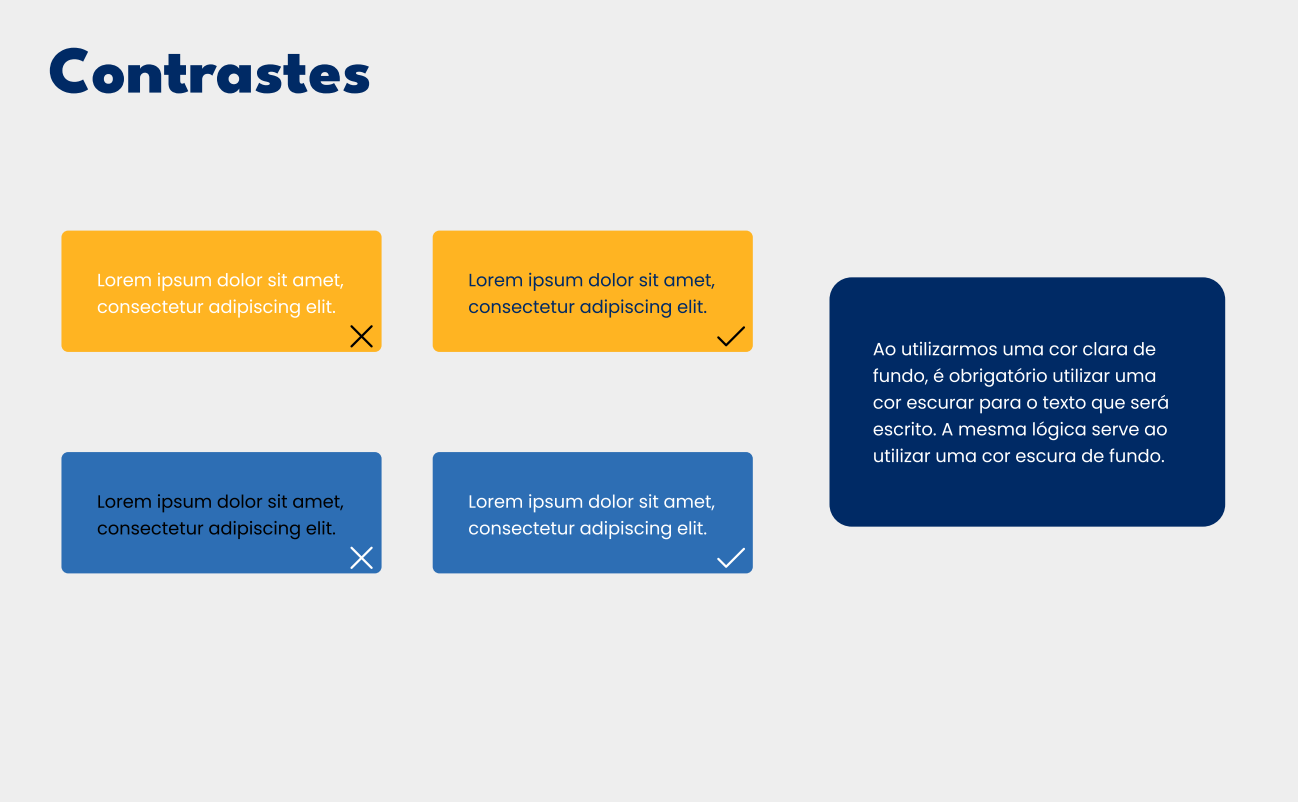 Contrastes
Lorem ipsum dolor sit amet,
consectetur adipiscing elit.
Lorem ipsum dolor sit amet,
consectetur adipiscing elit.
Lorem ipsum dolor sit amet,
consectetur adipiscing elit.
Lorem ipsum dolor sit amet,
consectetur adipiscing elit.
Ao utilizarmos uma cor clara de
fundo, é obrigatório utilizar uma
cor escurar para o texto que será
escrito. A mesma lógica serve ao
utilizar uma cor escura de fundo.